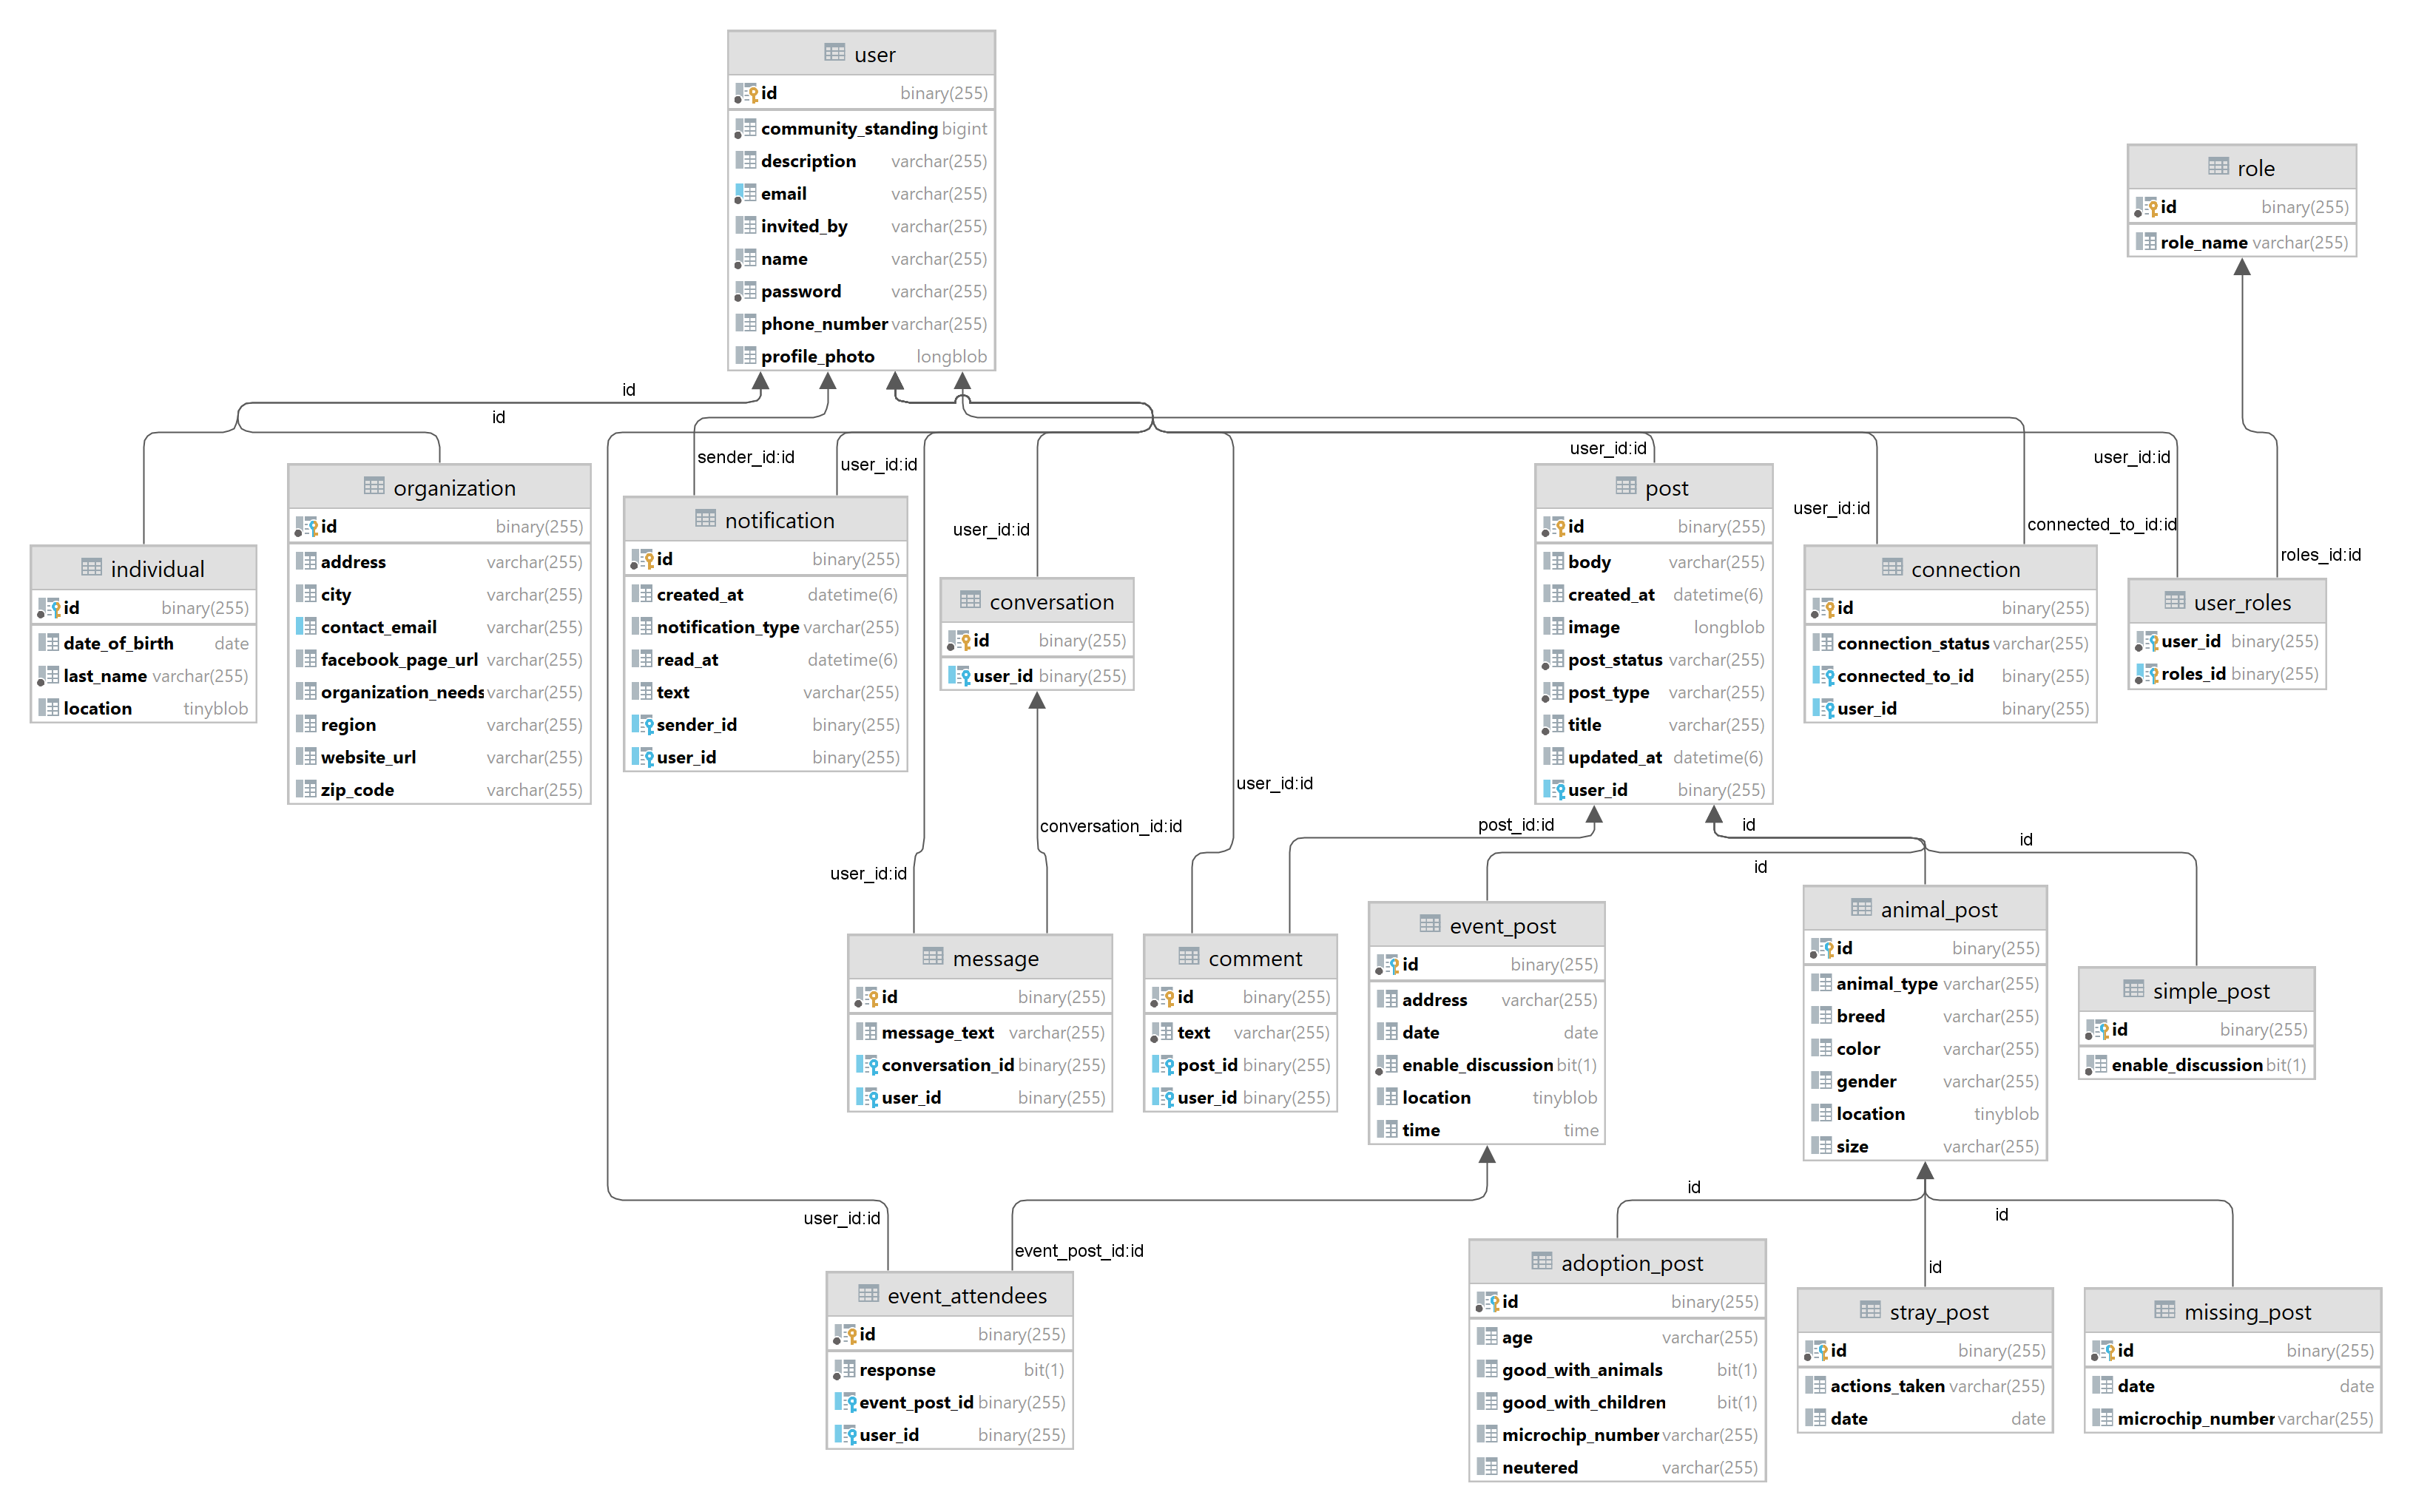 user
id binary(255)
community_standing bigint
description varchar(255)
email varchar(255)
invited_by varchar(255)
name varchar(255)
password varchar(255)
phone_number varchar(255)
profile_photo longblob
role
id binary(255)
role_name varchar(255)
id
id
sender_id:id
user_id:id
user_id:id
user_id:id
user_id:id
user_id:id
connected_to_id:id
roles_id:id
individual
id binary(255)
date_of_birth date
last_name varchar(255)
location tinyblob
organization
id binary(255)
address varchar(255)
city varchar(255)
contact_email varchar(255)
facebook_page_url varchar(255)
organization_needs varchar(255)
region varchar(255)
website_url varchar(255)
zip_code varchar(255)
notification
id binary(255)
created_at datetime(6)
notification_type varchar(255)
read_at datetime(6)
text varchar(255)
sender_id binary(255)
user_id binary(255)
conversation
id binary(255)
user_id binary(255)
post
id binary(255)
body varchar(255)
created_at datetime(6)
image longblob
post_status varchar(255)
post_type varchar(255)
title varchar(255)
updated_at datetime(6)
user_id binary(255)
connection
id binary(255)
connection_status varchar(255)
connected_to_id binary(255)
user_id binary(255)
user_roles
user_id binary(255)
roles_id binary(255)
user_id:id
conversation_id:id
user_id:id
post_id:id
id
id
id
message
id binary(255)
message_text varchar(255)
conversation_id binary(255)
user_id binary(255)
comment
id binary(255)
text varchar(255)
post_id binary(255)
user_id binary(255)
event_post
id binary(255)
address varchar(255)
date date
enable_discussion bit(1)
location tinyblob
time time
animal_post
id binary(255)
animal_type varchar(255)
breed varchar(255)
color varchar(255)
gender varchar(255)
location tinyblob
size varchar(255)
simple_post
id binary(255)
enable_discussion bit(1)
user_id:id
event_post_id:id
id
id
id
event_attendees
id binary(255)
response bit(1)
event_post_id binary(255)
user_id binary(255)
adoption_post
id binary(255)
age varchar(255)
good_with_animals bit(1)
good_with_children bit(1)
microchip_number varchar(255)
neutered varchar(255)
stray_post
id binary(255)
actions_taken varchar(255)
date date
missing_post
id binary(255)
date date
microchip_number varchar(255)